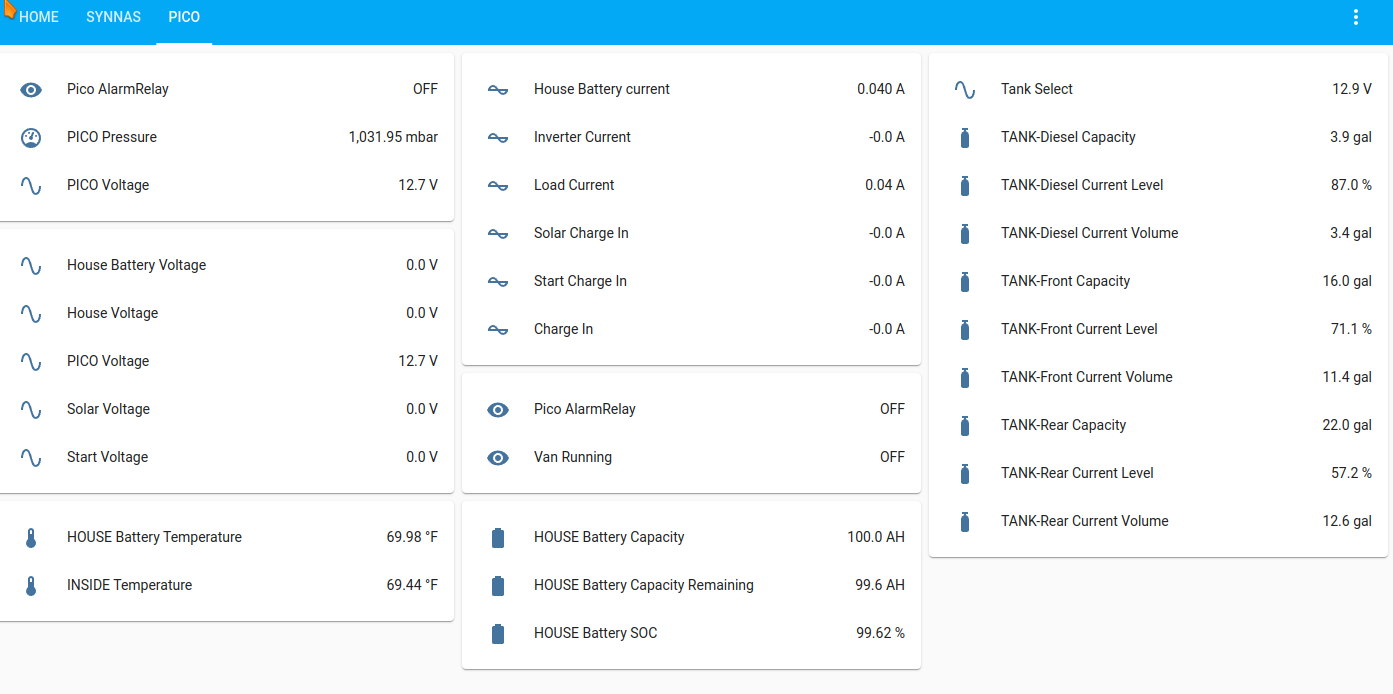 HOME SYNNAS PICO
Pico AlarmRelay OFF
PICO Pressure 1,031.95 mbar
PICO Voltage 12.7 V
House Battery Voltage 0.0 V
House Voltage 0.0 V
PICO Voltage 12.7 V
Solar Voltage 0.0 V
Start Voltage 0.0 V
HOUSE Battery Temperature 69.98 °F
INSIDE Temperature 69.44 °F
House Battery current 0.040 A
Inverter Current -0.0 A
Load Current 0.04 A
Solar Charge In -0.0 A
Start Charge In -0.0 A
Charge In -0.0 A
Pico AlarmRelay OFF
Van Running OFF
HOUSE Battery Capacity 100.0 AH
HOUSE Battery Capacity Remaining 99.6 AH
HOUSE Battery SOC 99.62 %
Tank Select 12.9 V
TANK-Diesel Capacity 3.9 gal
TANK-Diesel Current Level 87.0 %
TANK-Diesel Current Volume 3.4 gal
TANK-Front Capacity 16.0 gal
TANK-Front Current Level 71.1 %
TANK-Front Current Volume 11.4 gal
TANK-Rear Capacity 22.0 gal
TANK-Rear Current Level 57.2 %
TANK-Rear Current Volume 12.6 gal